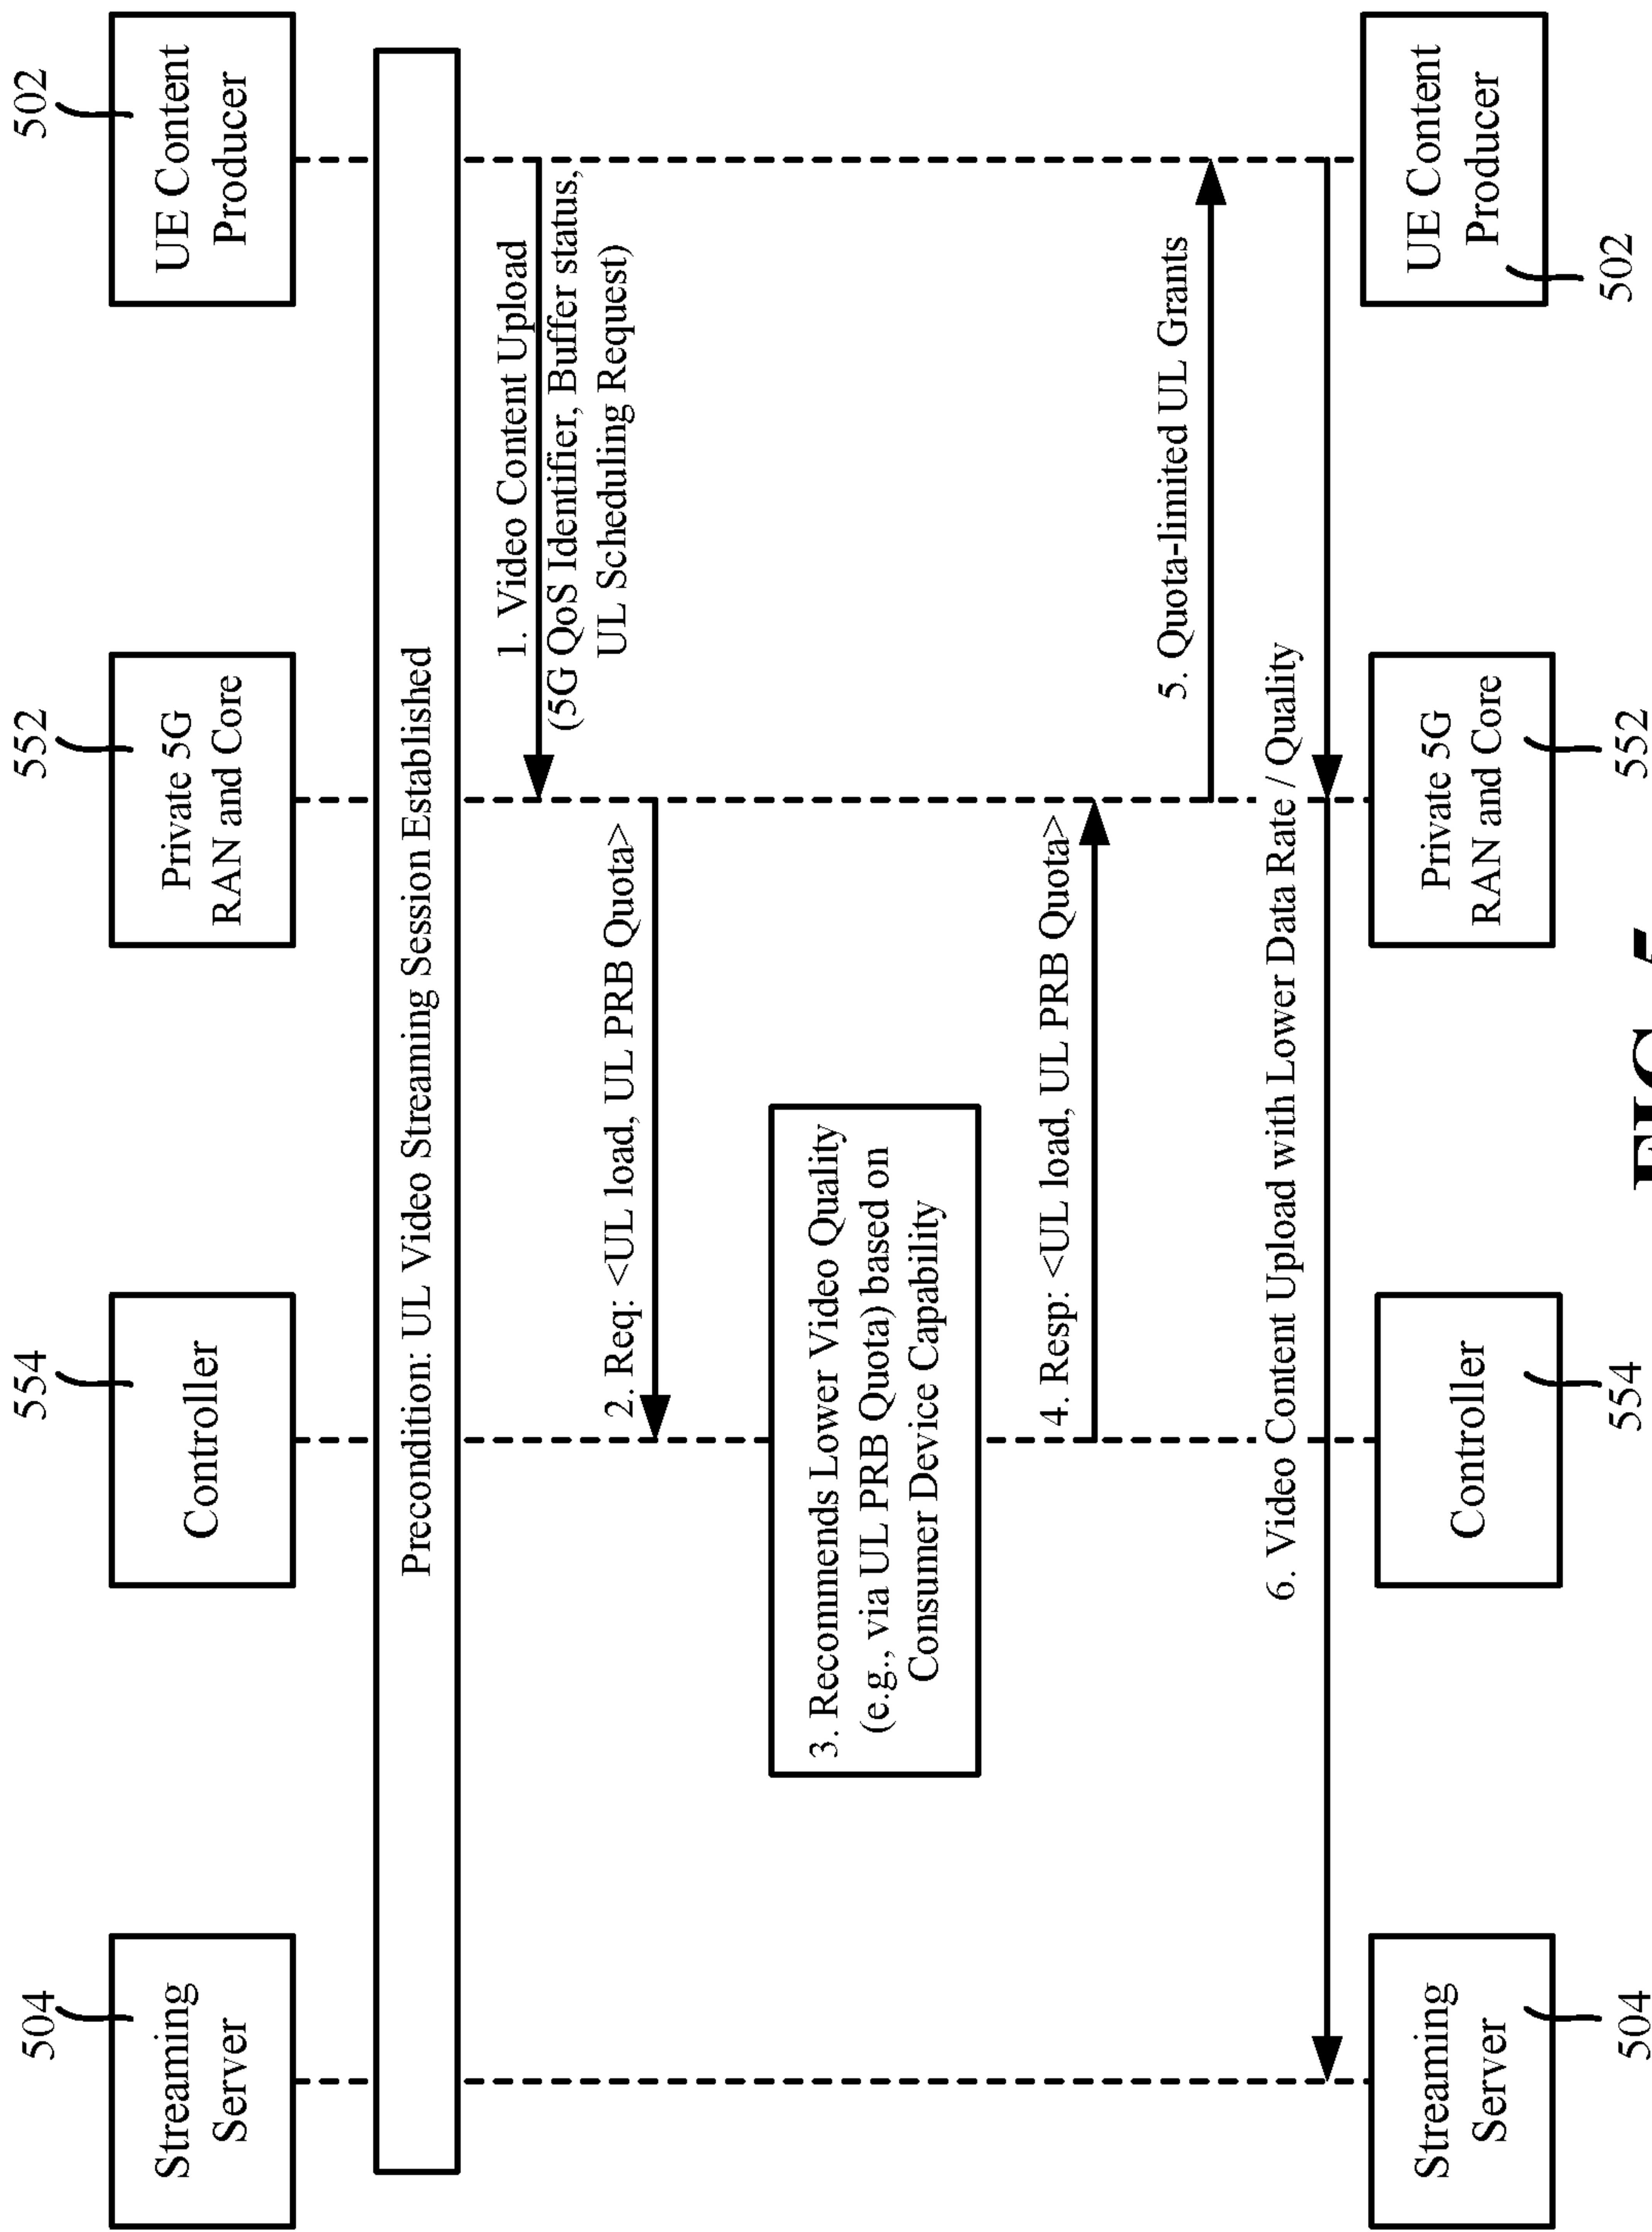 504
554
552
502
Streaming
Server
Controller
Private 5G
RAN and Core
UE Content
Producer
Precondition: UL Video Streaming Session Established
1. Video Content Upload
(5G QoS Identifier, Buffer status,
UL Scheduling Request)
2. Req: <UL load, UL PRB Quota>
3. Recommends Lower Video Quality
(e.g., via UL PRB Quota) based on
Consumer Device Capability
4. Resp: <UL load, UL PRB Quota>
5. Quota-limited UL Grants
6. Video Content Upload with Lower Data Rate / Quality
Streaming
Server
Controller
Private 5G
RAN and Core
UE Content
Producer
504
554
552
502
FIG. 5